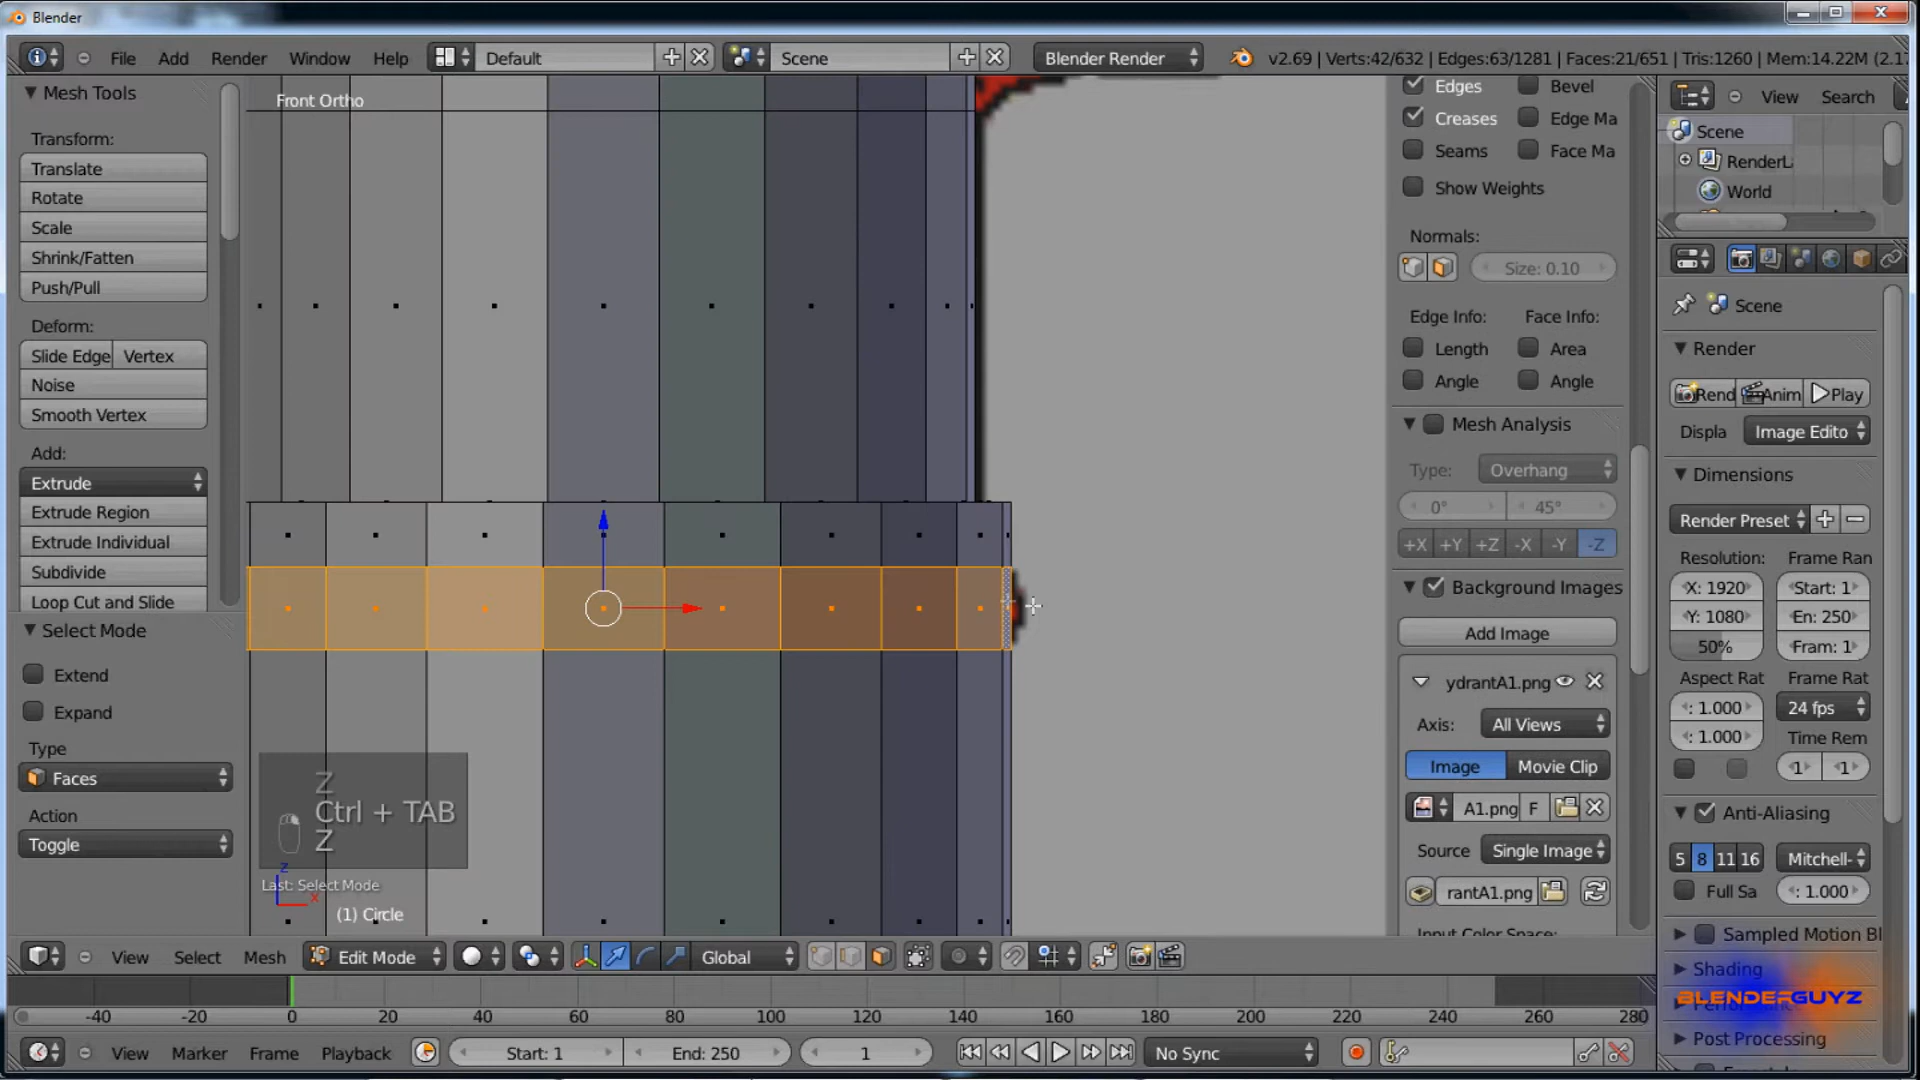 Blender
File Add Render Window Help Default Scene Blender Render v2.69 | Verts:42/632 | Edges:63/1281 | Faces:21/651 | Tris:1260 | Mem:14.22M (2.1
Mesh Tools
Transform:
Translate
Rotate
Scale
Shrink/Fatten
Push/Pull
Deform:
Slide Edge Vertex
Noise
Smooth Vertex
Add:
Extrude
Extrude Region
Extrude Individual
Subdivide
Loop Cut and Slide
Select Mode
Extend
Expand
Type
Faces
Action
Toggle
Front Ortho
Z
Ctrl + TAB
Z
z
x
Last: Select Mode
(1) Circle
Edges Bevel
Creases Edge Ma
Seams Face Ma
Show Weights
Normals:
Size: 0.10
Edge Info: Face Info:
Length Area
Angle Angle
Mesh Analysis
Type: Overhang
0° 45°
+X +Y +Z -X -Y -Z
Background Images
Add Image
ydrantA1.png
Axis: All Views
Image Movie Clip
A1.png F
Source Single Image
rantA1.png
Input Color Space:
View Search
Scene
RenderL
World
Scene
Render
Rend Anim Play
Displa Image Edito
Dimensions
Render Preset
Resolution: Frame Ran
X: 1920 Start: 1
Y: 1080 En: 250
50% Fram: 1
Aspect Rat Frame Rat
: 1.000 24 fps
: 1.000 Time Rem
1 1
Anti-Aliasing
5 8 11 16 Mitchell-
Full Sa : 1.000
Sampled Motion Bl
Shading
BLENDERGUYZ
Post Processing
View Select Mesh Edit Mode Global
-40 -20 0 20 40 60 80 100 120 140 160 180 200 220 240 260 280
View Marker Frame Playback Start: 1 End: 250 1 No Sync